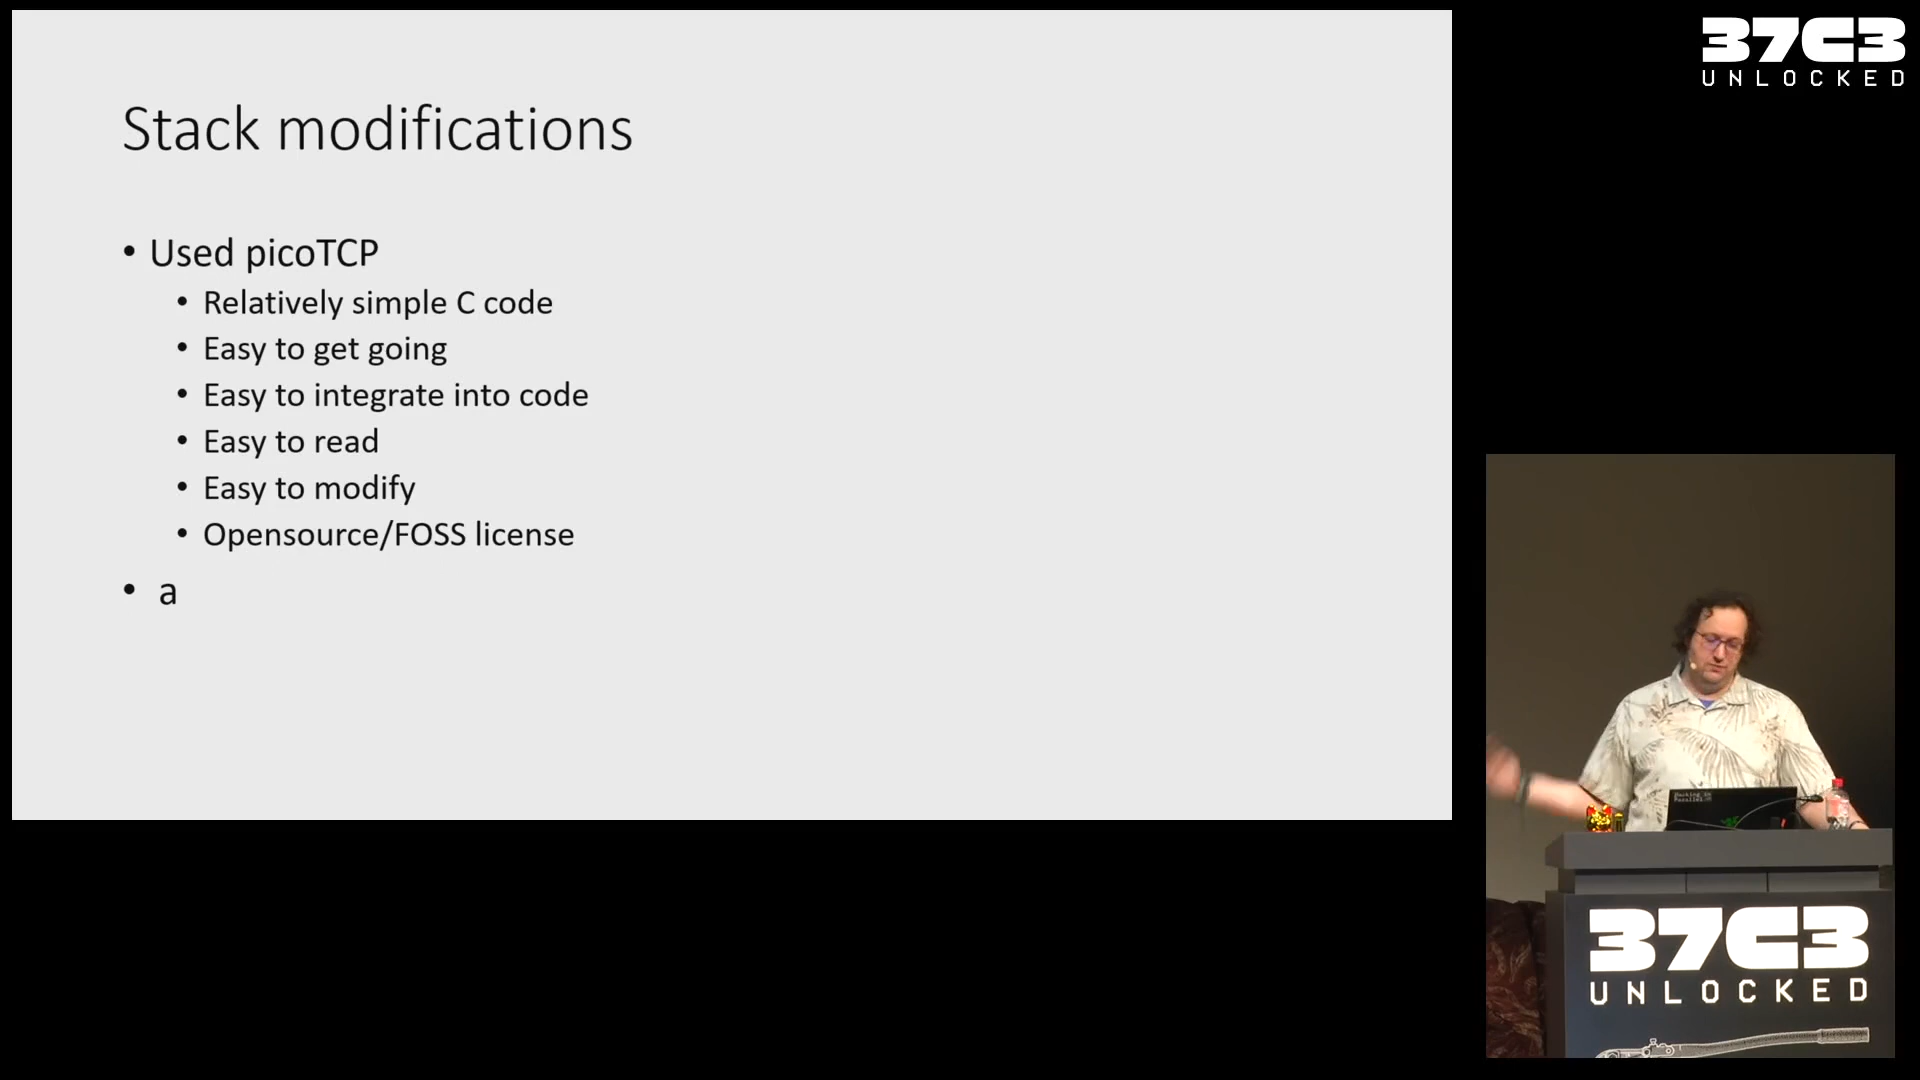 37C3
UNLOCKED
Stack modifications
• Used picoTCP
• Relatively simple C code
• Easy to get going
• Easy to integrate into code
• Easy to read
• Easy to modify
• Opensource/FOSS license
• a
37C3
UNLOCKED